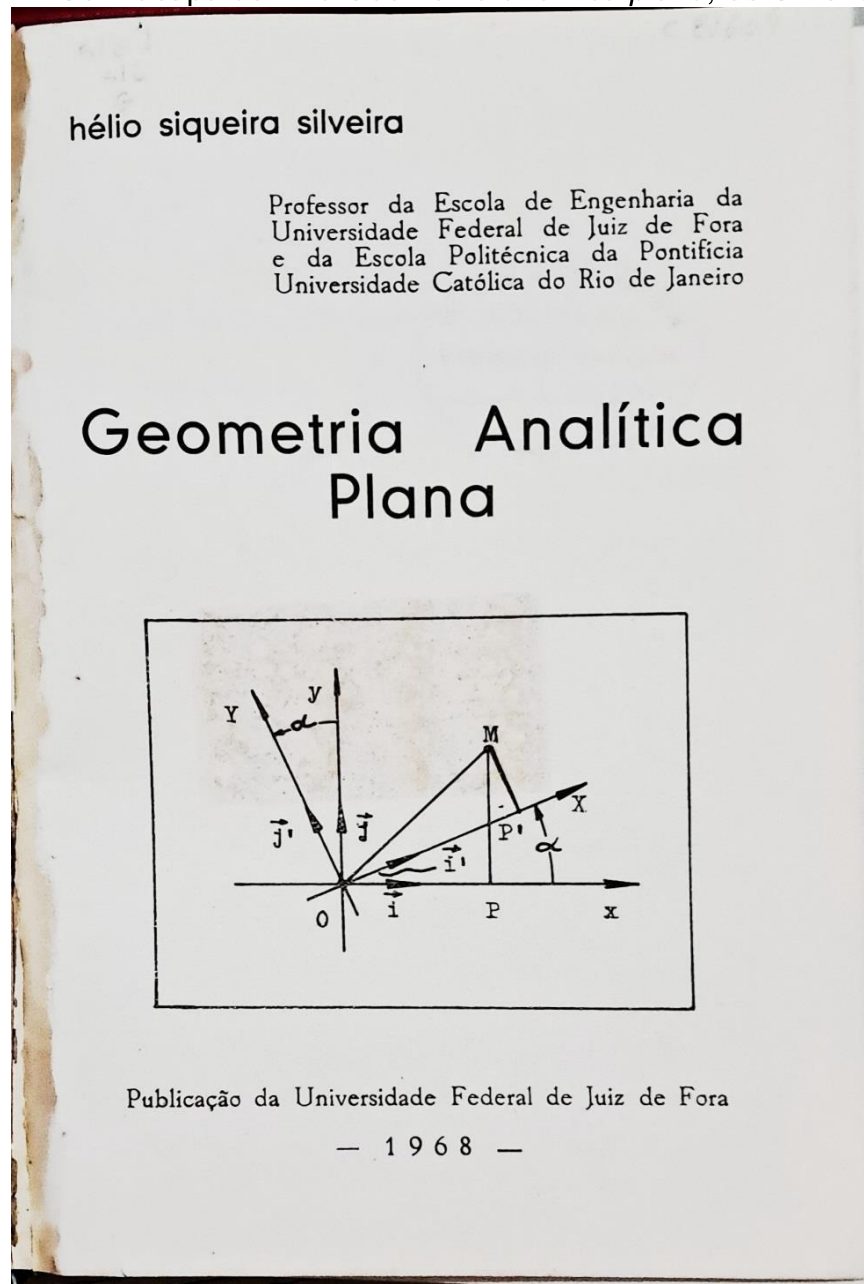 hélio siqueira silveira
Professor da Escola de Engenharia da
Universidade Federal de Juiz de Fora
e da Escola Politécnica da Pontifícia
Universidade Católica do Rio de Janeiro
Geometria Analítica
Plana
Y
α
y
M
X
j'
j
P'
α
i'
O
i
P
x
Publicação da Universidade Federal de Juiz de Fora
— 1968 —